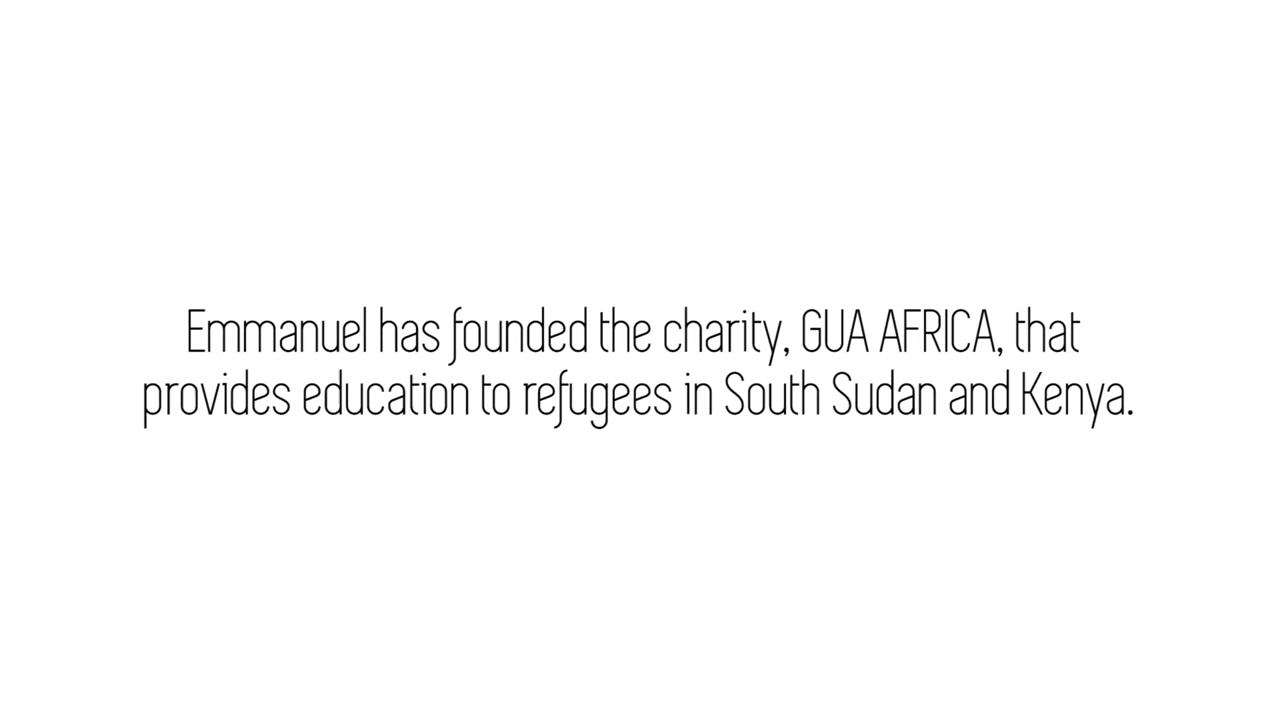 Emmanuel has founded the charity, GUA AFRICA, that
provides education to refugees in South Sudan and Kenya.